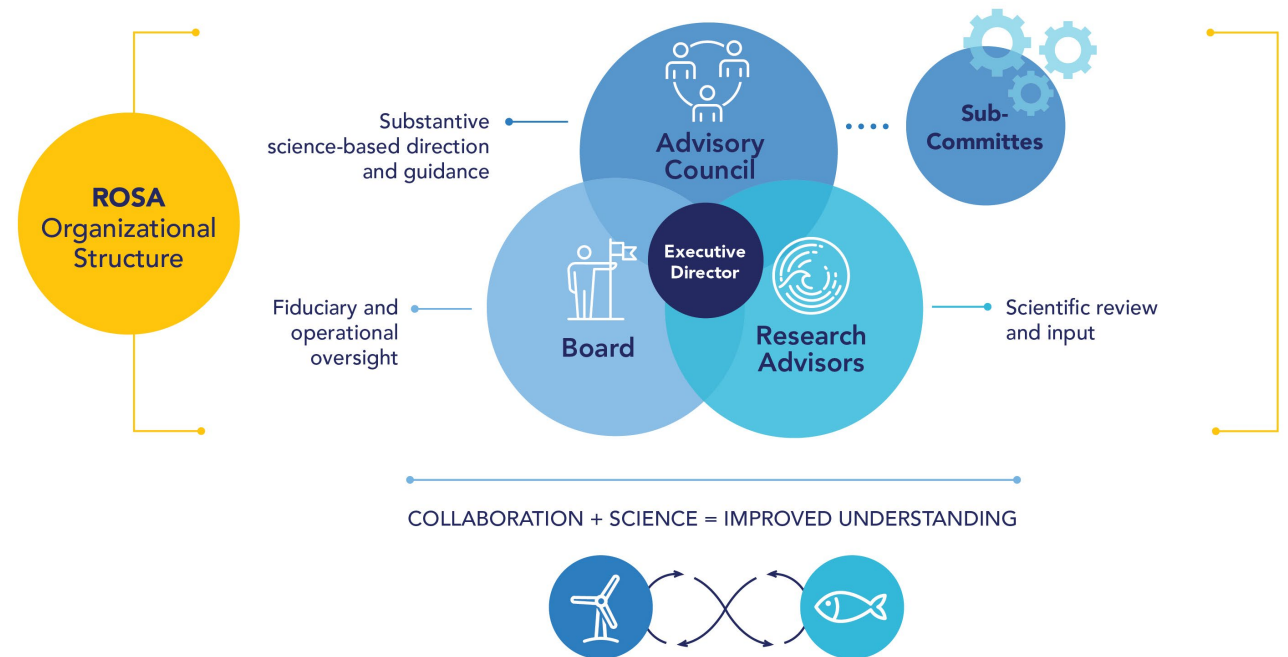 ROSA
Organizational
Structure
Substantive
science-based direction
and guidance
Advisory
Council
Sub-
Committes
Executive
Director
Fiduciary and
operational
oversight
Board
Research
Advisors
Scientific review
and input
COLLABORATION + SCIENCE = IMPROVED UNDERSTANDING